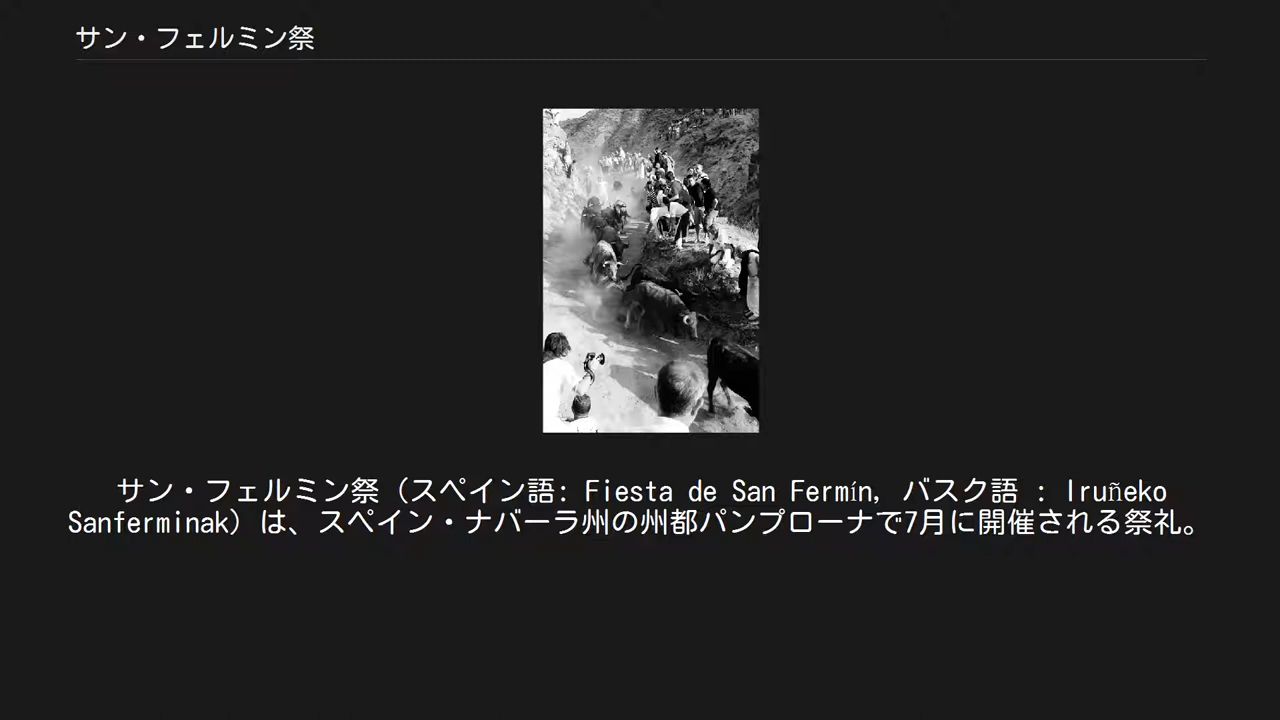 サン・フェルミン祭
サン・フェルミン祭（スペイン語: Fiesta de San Fermín, バスク語 : Iruñeko
Sanferminak）は、スペイン・ナバーラ州の州都パンプローナで7月に開催される祭礼。